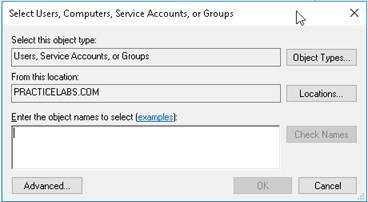 Select Users, Computers, Service Accounts, or Groups
Select this object type:
Users, Service Accounts, or Groups
Object Types...
From this location:
PRACTICELABS.COM
Locations...
Enter the object names to select (examples):
Check Names
Advanced...
OK
Cancel